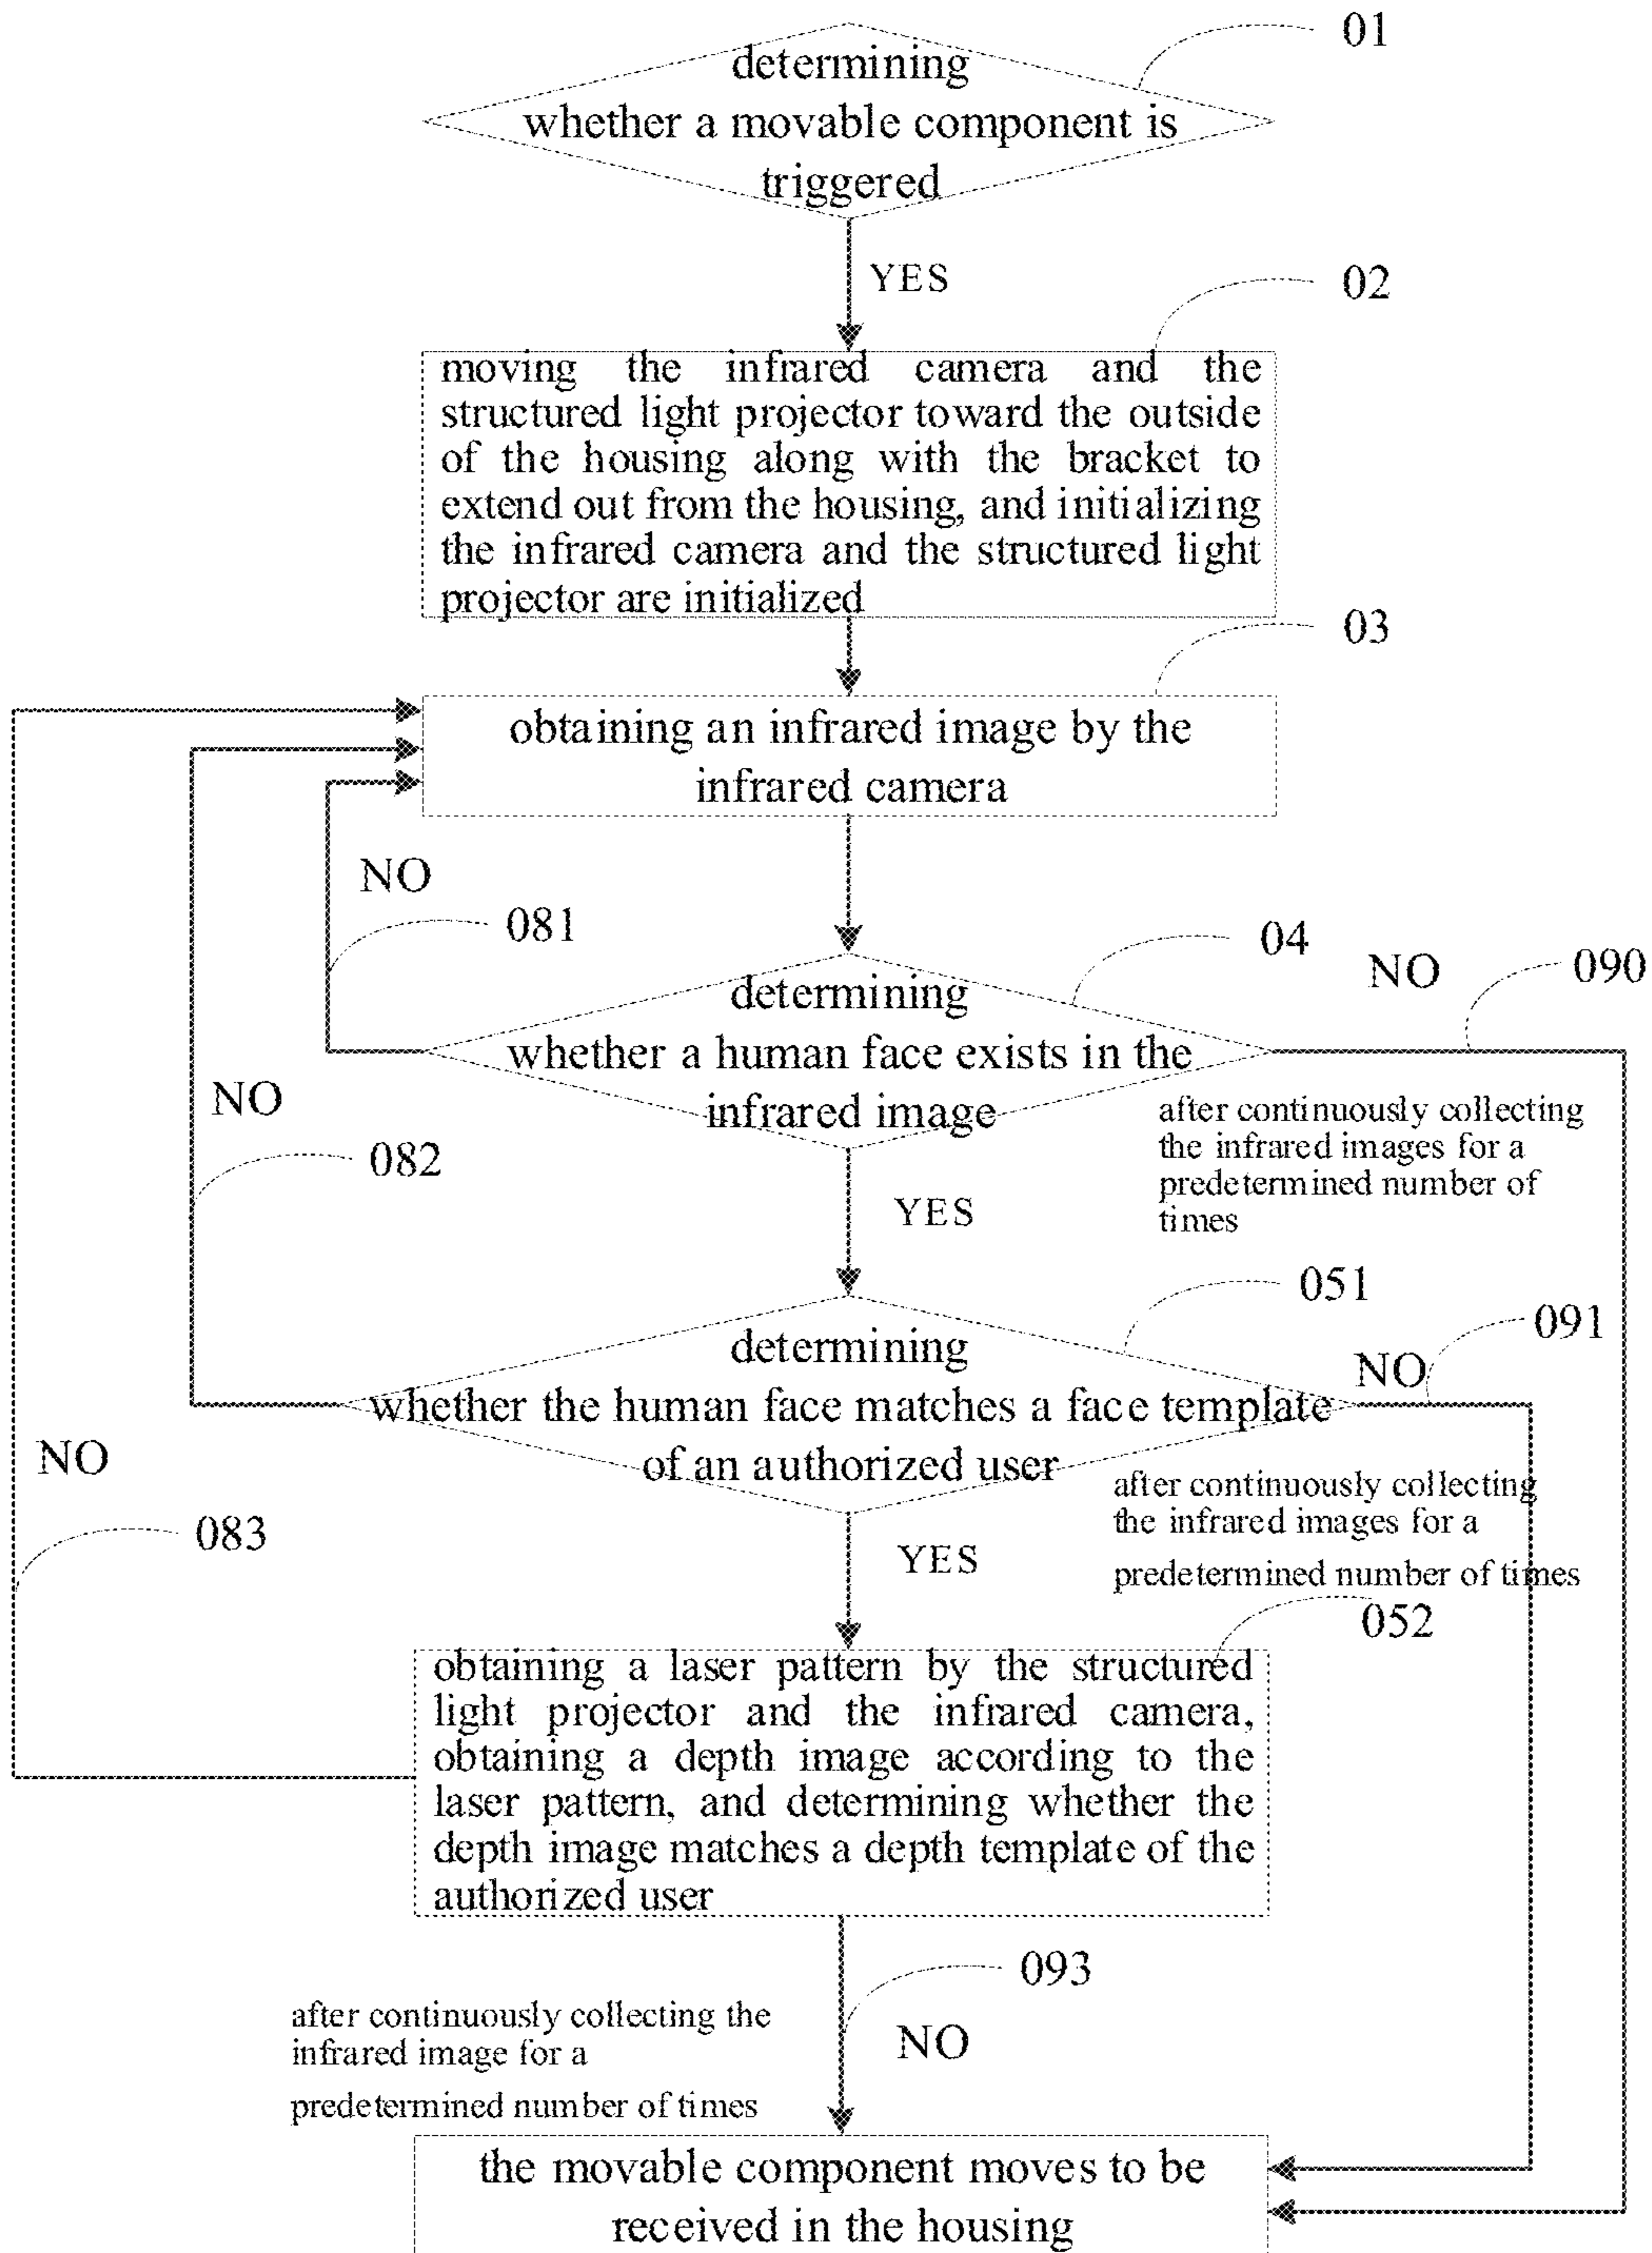 01
determining
whether a movable component is
triggered
YES
02
moving the infrared camera and the
structured light projector toward the outside
of the housing along with the bracket to
extend out from the housing, and initializing
the infrared camera and the structured light
projector are initialized
03
obtaining an infrared image by the
infrared camera
NO
081
04
NO
090
determining
whether a human face exists in the
infrared image
NO
082
after continuously collecting
the infrared images for a
predetermined number of
times
YES
051
091
determining
NO
whether the human face matches a face template
of an authorized user
NO
083
after continuously collecting
the infrared images for a
predetermined number of times
YES
052
obtaining a laser pattern by the structured
light projector and the infrared camera,
obtaining a depth image according to the
laser pattern, and determining whether the
depth image matches a depth template of the
authorized user
093
after continuously collecting the
infrared image for a
predetermined number of times
NO
the movable component moves to be
received in the housing